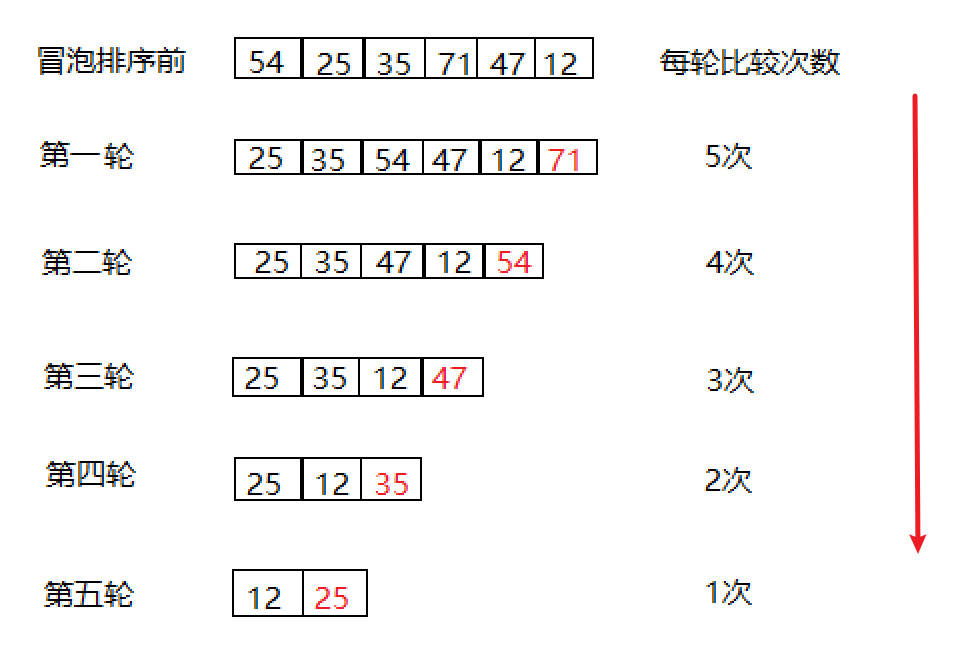 冒泡排序前 54 25 35 71 47 12 每轮比较次数
第一轮 25 35 54 47 12 71 5次
第二轮 25 35 47 12 54 4次
第三轮 25 35 12 47 3次
第四轮 25 12 35 2次
第五轮 12 25 1次